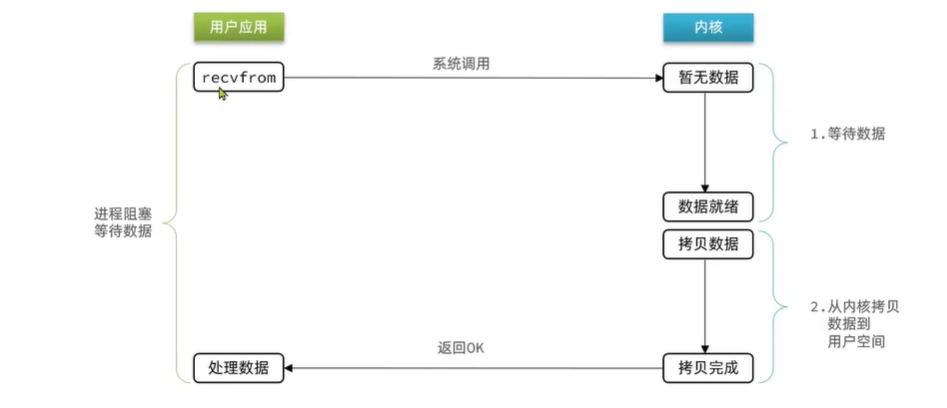 用户应用
内核
recvfrom
系统调用
暂无数据
1.等待数据
数据就绪
进程阻塞
等待数据
拷贝数据
2.从内核拷贝
数据到
用户空间
返回OK
处理数据
拷贝完成